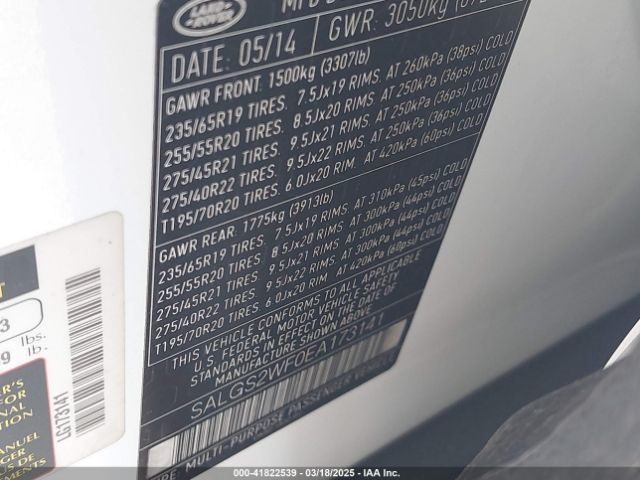 LAND
ROVER
MFD
DATE: 05/14 GWR: 3050kg
GAWR FRONT: 1500kg (3307lb)
235/65R19 TIRES. 7.5Jx19 RIMS. AT 260kPa (38psi) COLD
255/55R20 TIRES. 8.5Jx20 RIMS. AT 250kPa (36psi) COLD
275/45R21 TIRES. 9.5Jx21 RIMS. AT 250kPa (36psi) COLD
275/40R22 TIRES. 9.5Jx22 RIMS. AT 250kPa (36psi) COLD
T195/70R20 TIRES. 6.0Jx20 RIM. AT 420kPa (60psi) COLD
GAWR REAR: 1775kg (3913lb)
235/65R19 TIRES. 7.5Jx19 RIMS. AT 310kPa (45psi) COLD
255/55R20 TIRES. 8.5Jx20 RIMS. AT 300kPa (44psi) COLD
275/45R21 TIRES. 9.5Jx21 RIMS. AT 300kPa (44psi) COLD
275/40R22 TIRES. 9.5Jx22 RIMS. AT 300kPa (44psi) COLD
T195/70R20 TIRES. 6.0Jx20 RIM. AT 420kPa (60psi) COLD
THIS VEHICLE CONFORMS TO ALL APPLICABLE
U.S. FEDERAL MOTOR VEHICLE SAFETY
STANDARDS IN EFFECT ON THE DATE OF
MANUFACTURE SHOWN ABOVE.
SALGS2WF0EA173141
TYPE: MULTI-PURPOSE PASSENGER VEHICLE
T
3
lbs.
9 lb.
LG173141
MANUEL
000-41822539 | 03/18/2025 | IAA Inc.